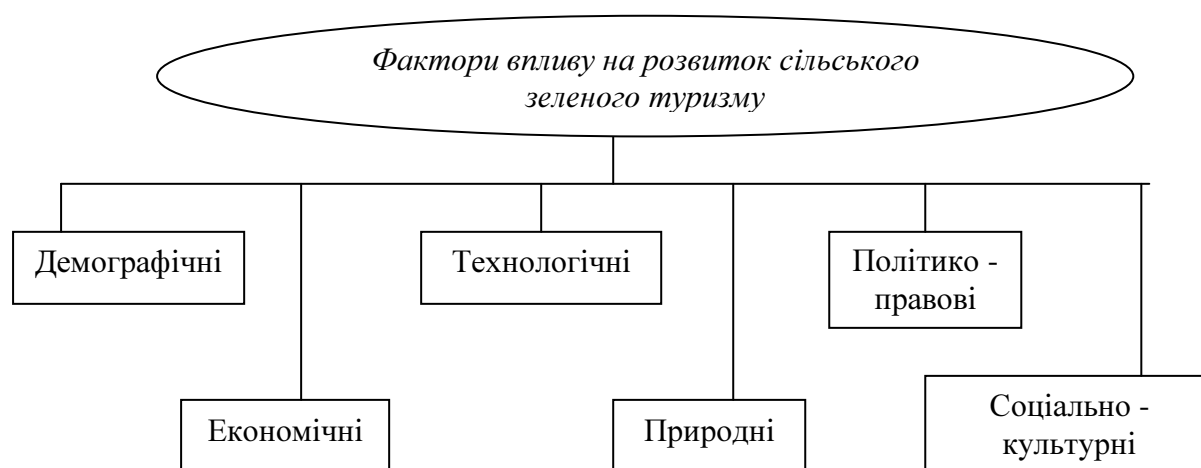 Фактори впливу на розвиток сільського
зеленого туризму
Демографічні
Технологічні
Політико -
правові
Економічні
Природні
Соціально -
культурні